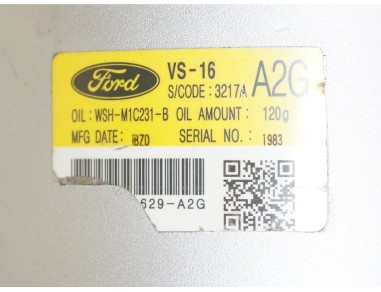 Ford
VS-16 A2G
S/CODE : 3217A
OIL : WSH-M1C231-B OIL AMOUNT : 120g
MFG DATE : SERIAL NO. : 1983
629-A2G